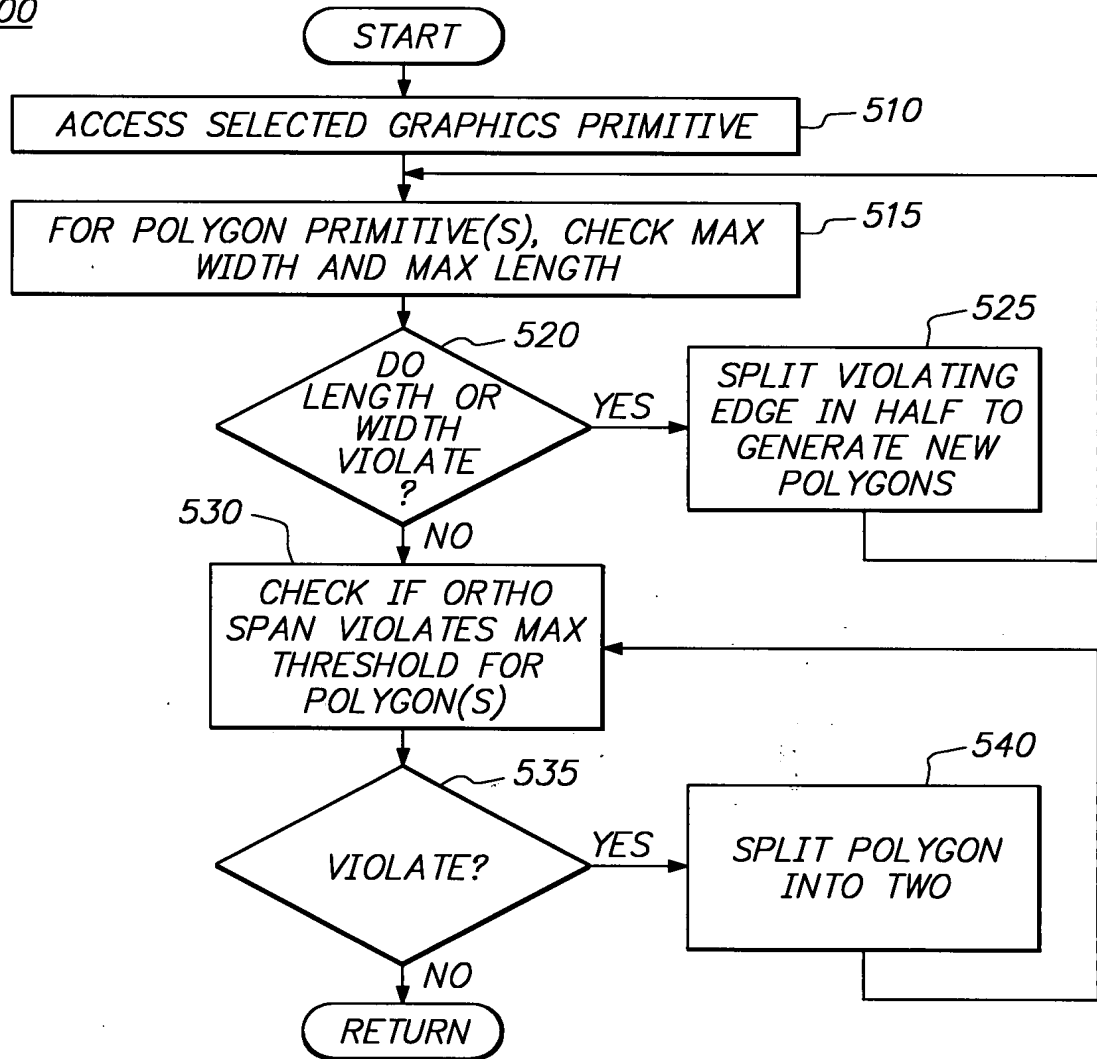 00
START
ACCESS SELECTED GRAPHICS PRIMITIVE
510
FOR POLYGON PRIMITIVE(S), CHECK MAX
WIDTH AND MAX LENGTH
515
DO
LENGTH OR
WIDTH
VIOLATE
?
520
YES
SPLIT VIOLATING
EDGE IN HALF TO
GENERATE NEW
POLYGONS
525
NO
530
CHECK IF ORTHO
SPAN VIOLATES MAX
THRESHOLD FOR
POLYGON(S)
VIOLATE?
535
YES
SPLIT POLYGON
INTO TWO
540
NO
RETURN